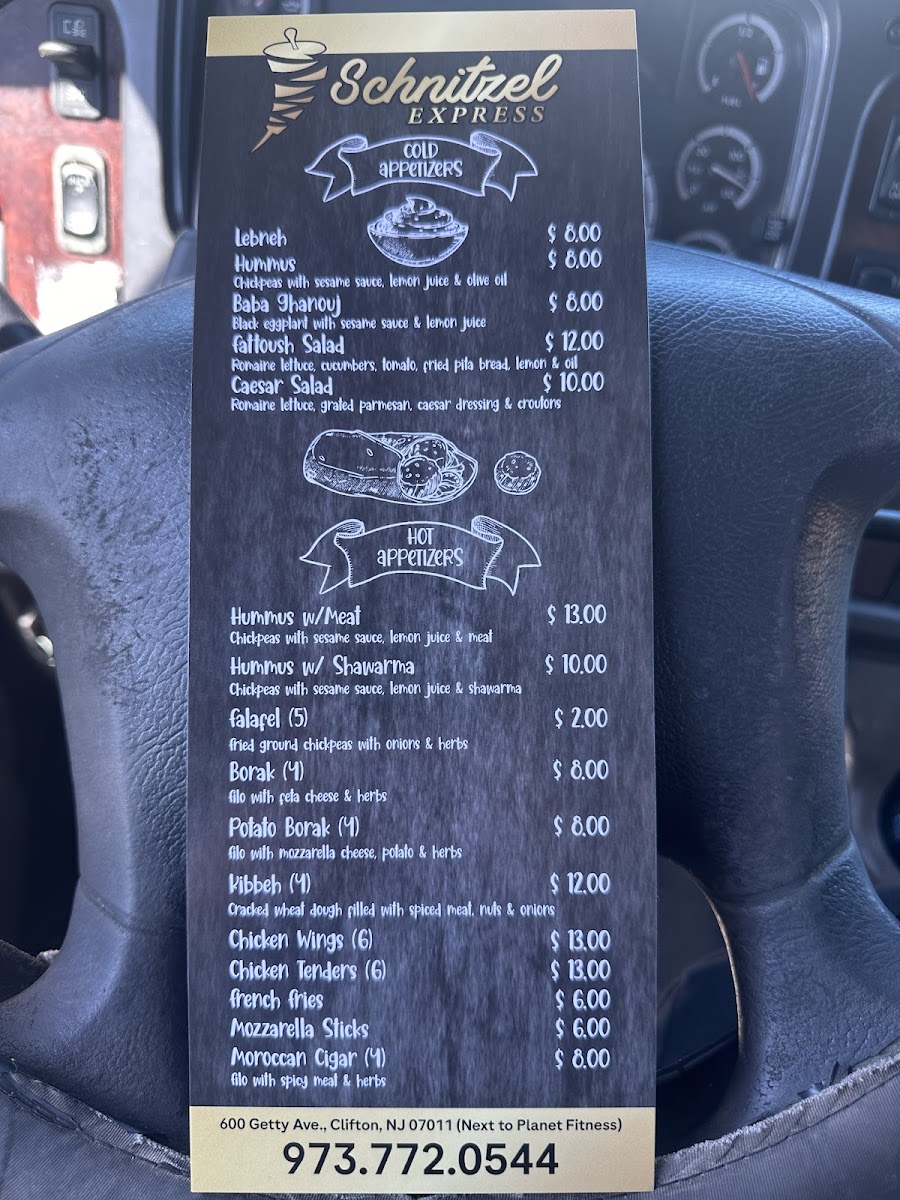 Schnitzel
EXPRESS
COLD
APPETIZERS
Lebneh $ 8.00
Hummus $ 8.00
Chickpeas with sesame sauce, lemon juice & olive oil
Baba Ghanouj $ 8.00
Black eggplant with sesame sauce & lemon juice
Fattoush Salad $ 12.00
Romaine lettuce, cucumbers, tomato, fried pita bread, lemon & oil
Caesar Salad $ 10.00
Romaine lettuce, grated parmesan, caesar dressing & croutons
HOT
APPETIZERS
Hummus w/Meat $ 13.00
Chickpeas with sesame sauce, lemon juice & meat
Hummus w/ Shawarma $ 10.00
Chickpeas with sesame sauce, lemon juice & shawarma
Falafel (5) $ 2.00
Fried ground chickpeas with onions & herbs
Borak (4) $ 8.00
Filo with feta cheese & herbs
Potato Borak (4) $ 8.00
Filo with mozzarella cheese, potato & herbs
Kibbeh (4) $ 12.00
Cracked wheat dough filled with spiced meat, nuts & onions
Chicken Wings (6) $ 13.00
Chicken Tenders (6) $ 13.00
French Fries $ 6.00
Mozzarella Sticks $ 6.00
Moroccan Cigar (4) $ 8.00
Filo with spicy meat & herbs
600 Getty Ave., Clifton, NJ 07011 (Next to Planet Fitness)
973.772.0544